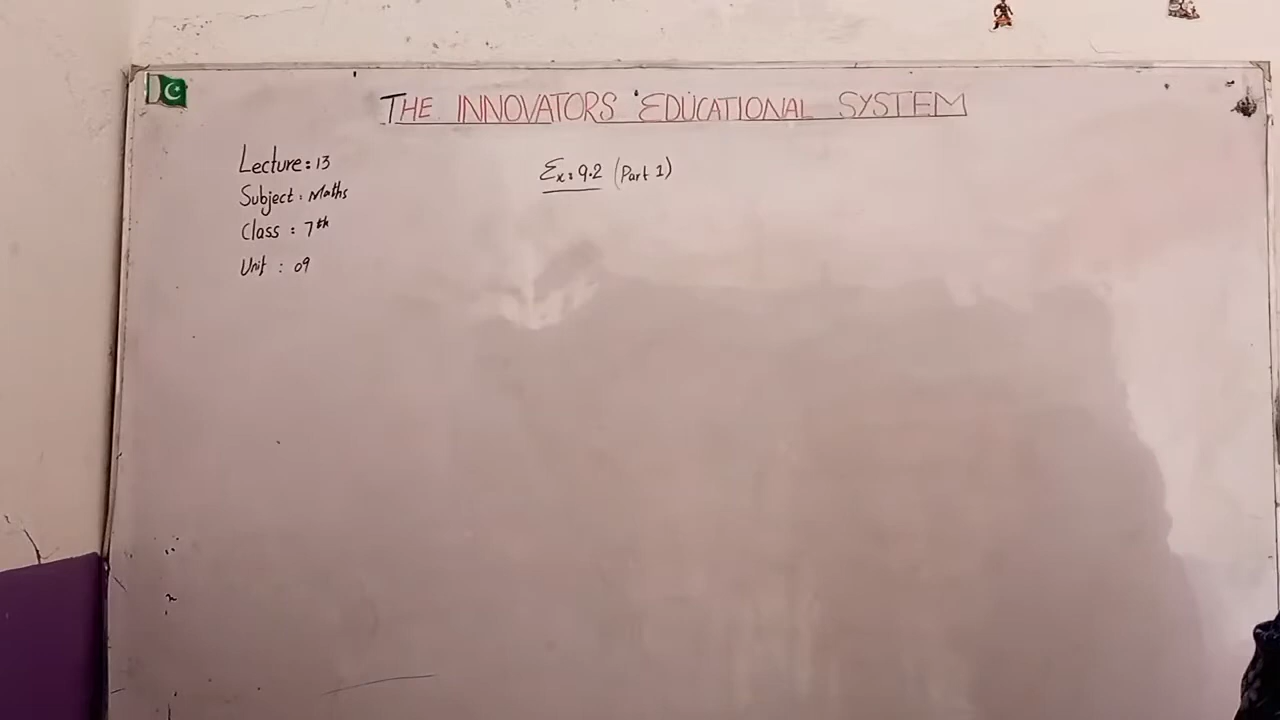 THE INNOVATORS EDUCATIONAL SYSTEM
Lecture: 13
Ex: 9.2 (Part 1)
Subject: Maths
Class : 7th
Unit : 09